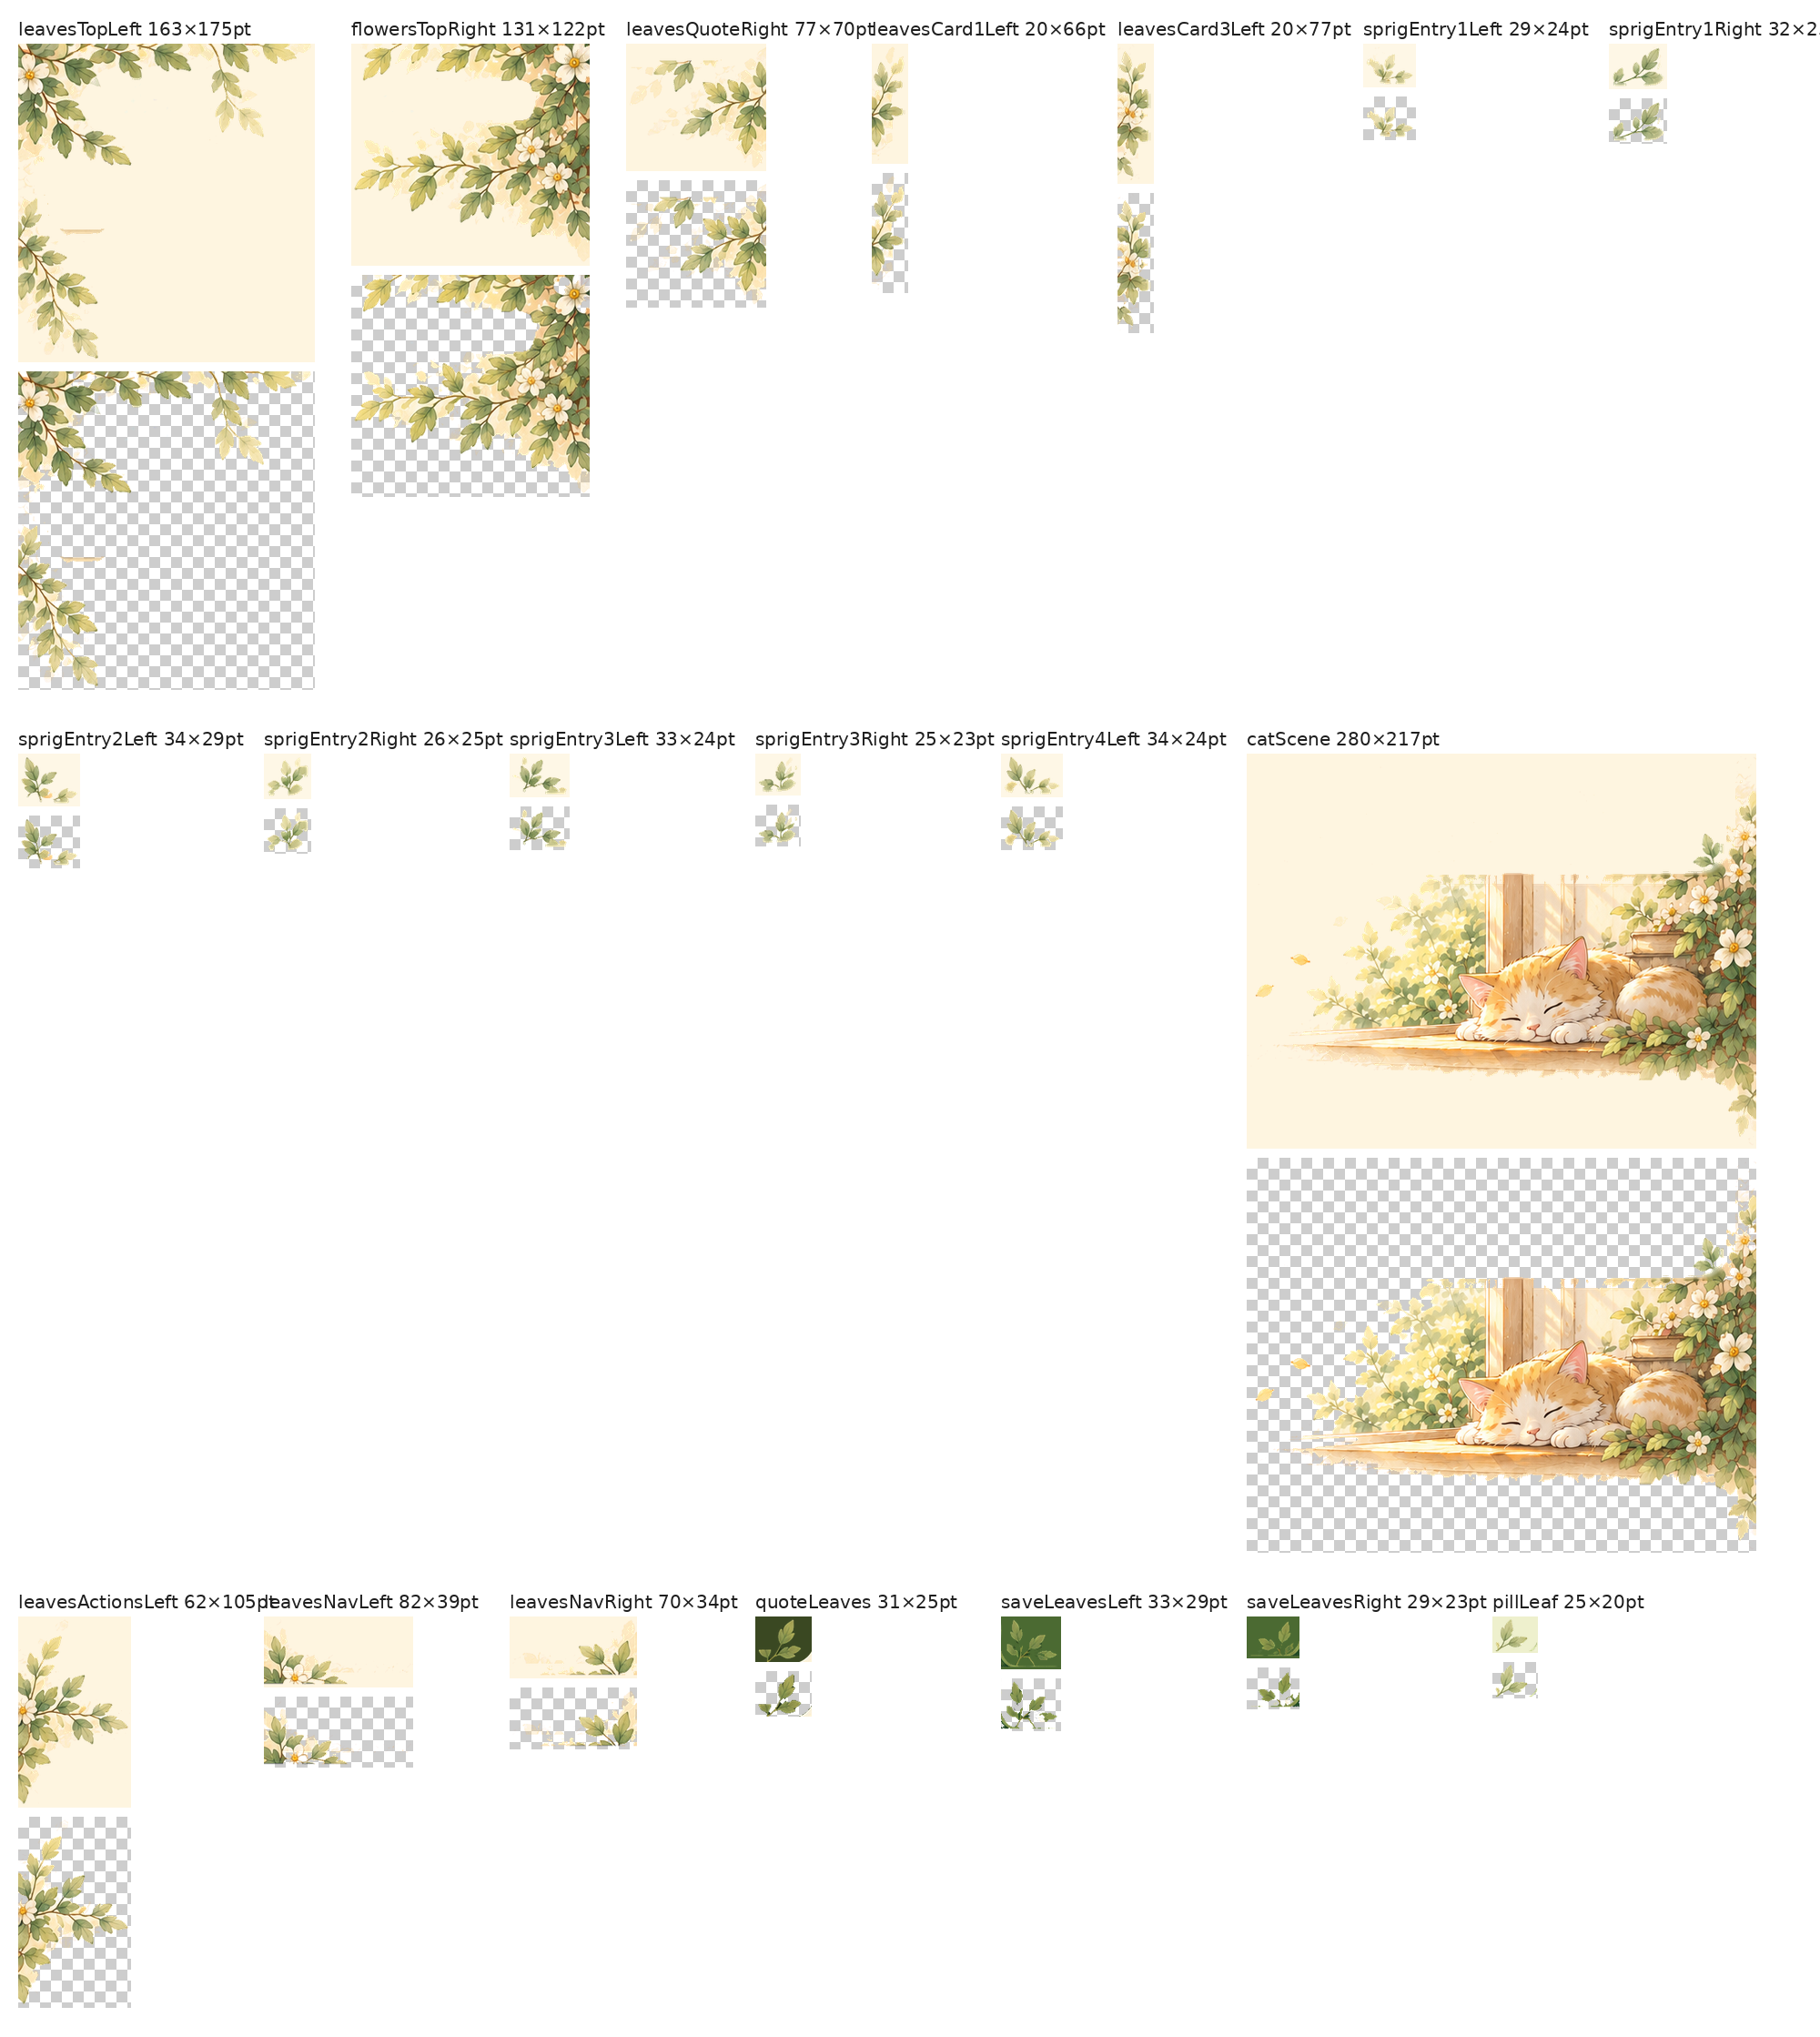 leavesTopLeft 163×175pt
flowersTopRight 131×122pt
leavesQuoteRight 77×70pt
leavesCard1Left 20×66pt
leavesCard3Left 20×77pt
sprigEntry1Left 29×24pt
sprigEntry1Right 32×2
sprigEntry2Left 34×29pt
sprigEntry2Right 26×25pt
sprigEntry3Left 33×24pt
sprigEntry3Right 25×23pt
sprigEntry4Left 34×24pt
catScene 280×217pt
leavesActionsLeft 62×105pt
leavesNavLeft 82×39pt
leavesNavRight 70×34pt
quoteLeaves 31×25pt
saveLeavesLeft 33×29pt
saveLeavesRight 29×23pt
pillLeaf 25×20pt